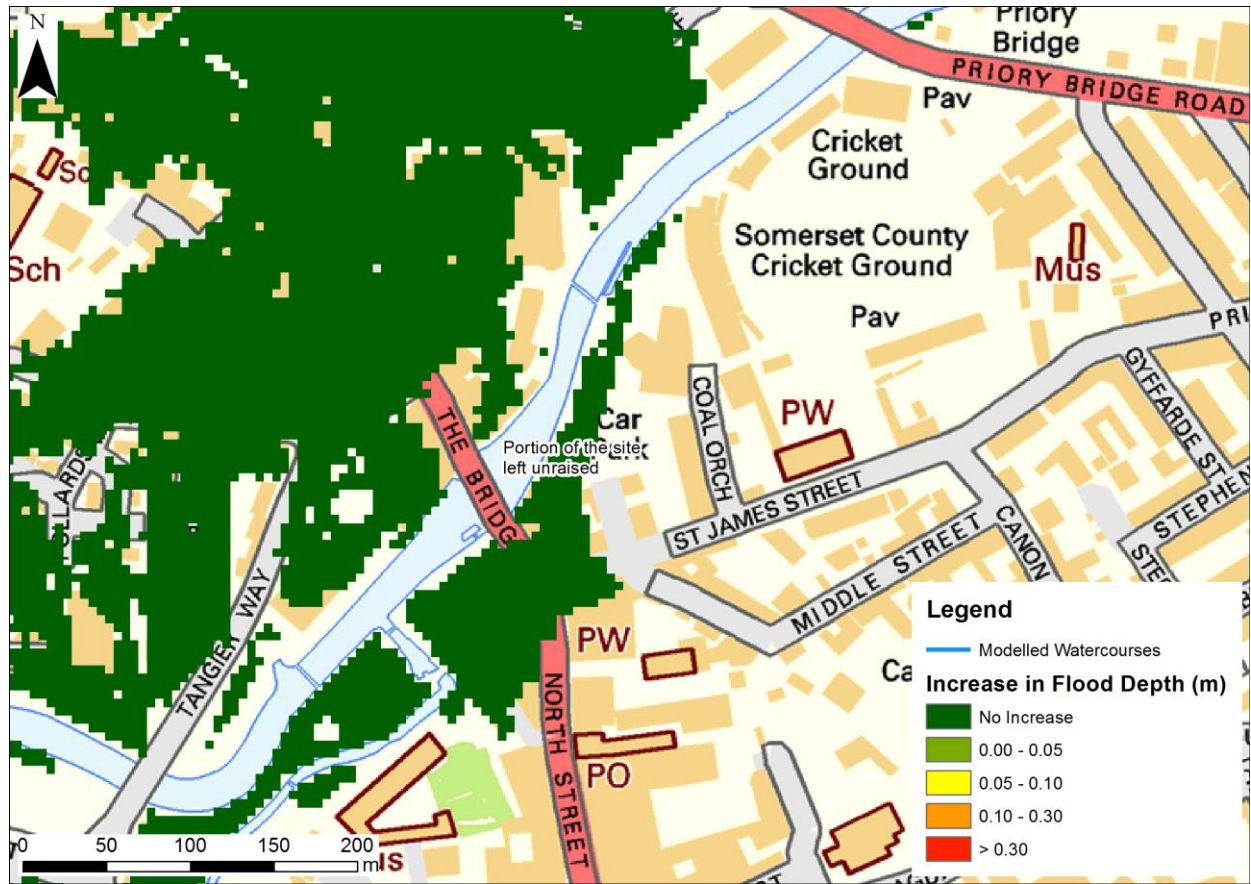 N
Priory
Bridge
PRIORY BRIDGE ROAD
Pav
Cricket
Ground
Somerset County
Cricket Ground
Mus
Pav
Sch
COAL ORCH
PW
GYFFARDE ST
Car
Park
THE BRIDG
Portion of the site
left unraised
ST JAMES STREET
MIDDLE STREET
CANON
TANGIER WAY
PW
NORTH STREET
PO
Legend
Modelled Watercourses
Increase in Flood Depth (m)
No Increase
0.00 - 0.05
0.05 - 0.10
0.10 - 0.30
> 0.30
0 50 100 150 200
m